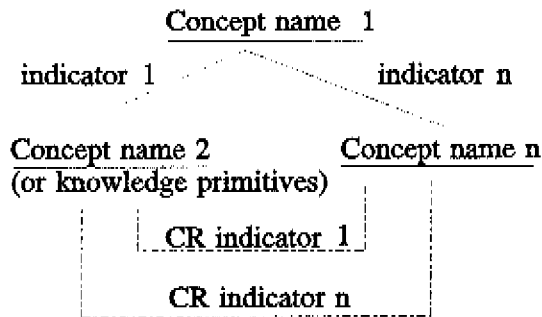 Concept name 1
indicator 1 indicator n
Concept name 2 Concept name n
(or knowledge primitives)
CR indicator 1
CR indicator n